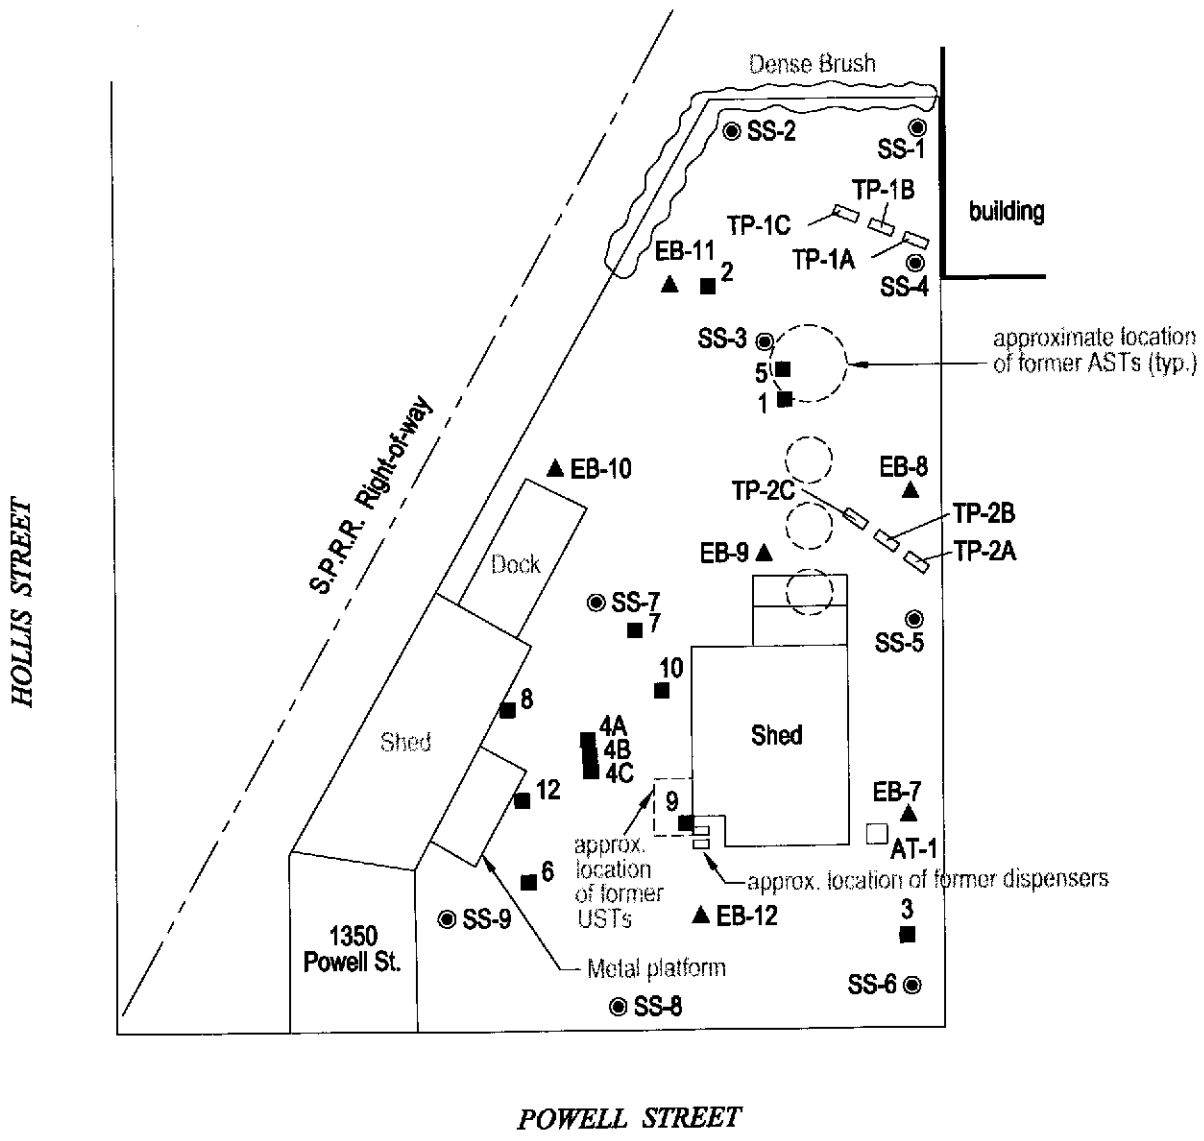 Dense Brush
SS-2
SS-1
TP-1B
building
TP-1C
TP-1A
EB-11
2
SS-4
SS-3
approximate location
of former ASTs (typ.)
5
1
S.P.R.R. Right-of-way
EB-10
EB-8
TP-2C
TP-2B
TP-2A
EB-9
Dock
HOLLIS STREET
SS-7
7
SS-5
10
8
4A
4B
4C
Shed
Shed
12
9
EB-7
AT-1
approx.
location
of former
USTs
approx. location of former dispensers
6
SS-9
EB-12
3
1350
Powell St.
Metal platform
SS-6
SS-8
POWELL STREET